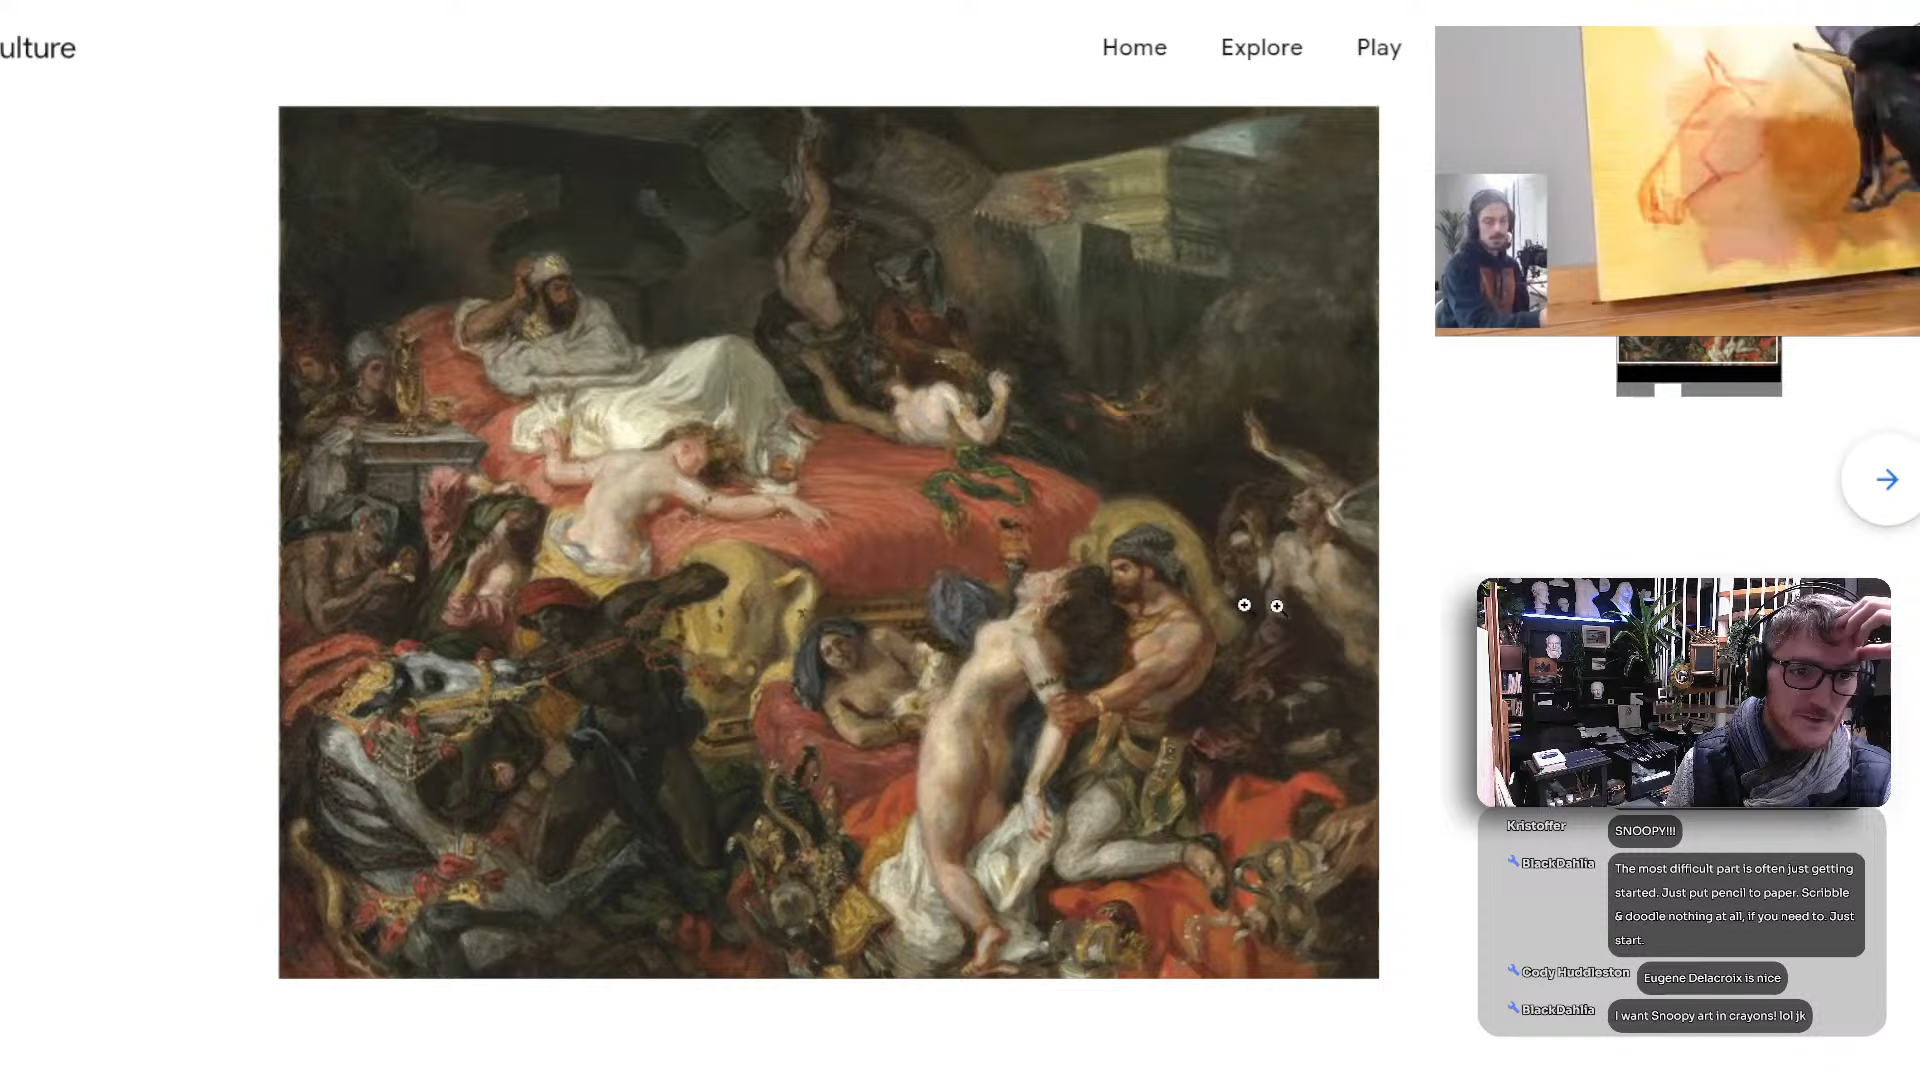 ulture
Home Explore Play
Kristoffer
SNOOPY!!!
BlackDahlia
The most difficult part is often just getting
started. Just put pencil to paper. Scribble
& doodle nothing at all, if you need to. Just
start.
Cody Huddleston
Eugene Delacroix is nice
BlackDahlia
I want Snoopy art in crayons! lol jk